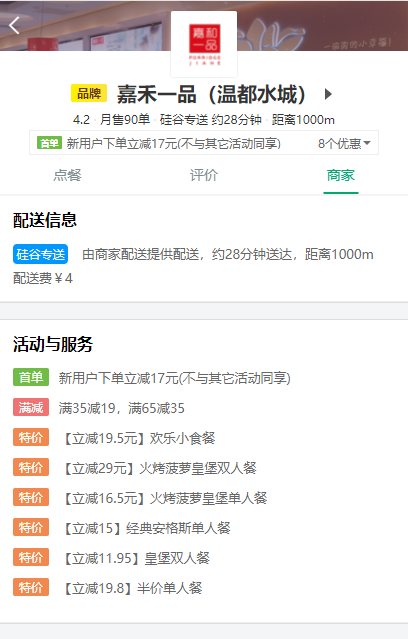 嘉和
一品
PORRIDGE
JIAHE
品牌 嘉禾一品（温都水城）
4.2 · 月售90单 · 硅谷专送 约28分钟 · 距离1000m
首单 新用户下单立减17元(不与其它活动同享) 8个优惠
点餐 评价 商家
配送信息
硅谷专送 由商家配送提供配送，约28分钟送达，距离1000m
配送费￥4
活动与服务
首单 新用户下单立减17元(不与其它活动同享)
满减 满35减19，满65减35
特价 【立减19.5元】欢乐小食餐
特价 【立减29元】火烤菠萝皇堡双人餐
特价 【立减16.5元】火烤菠萝皇堡单人餐
特价 【立减15】经典安格斯单人餐
特价 【立减11.95】皇堡双人餐
特价 【立减19.8】半价单人餐